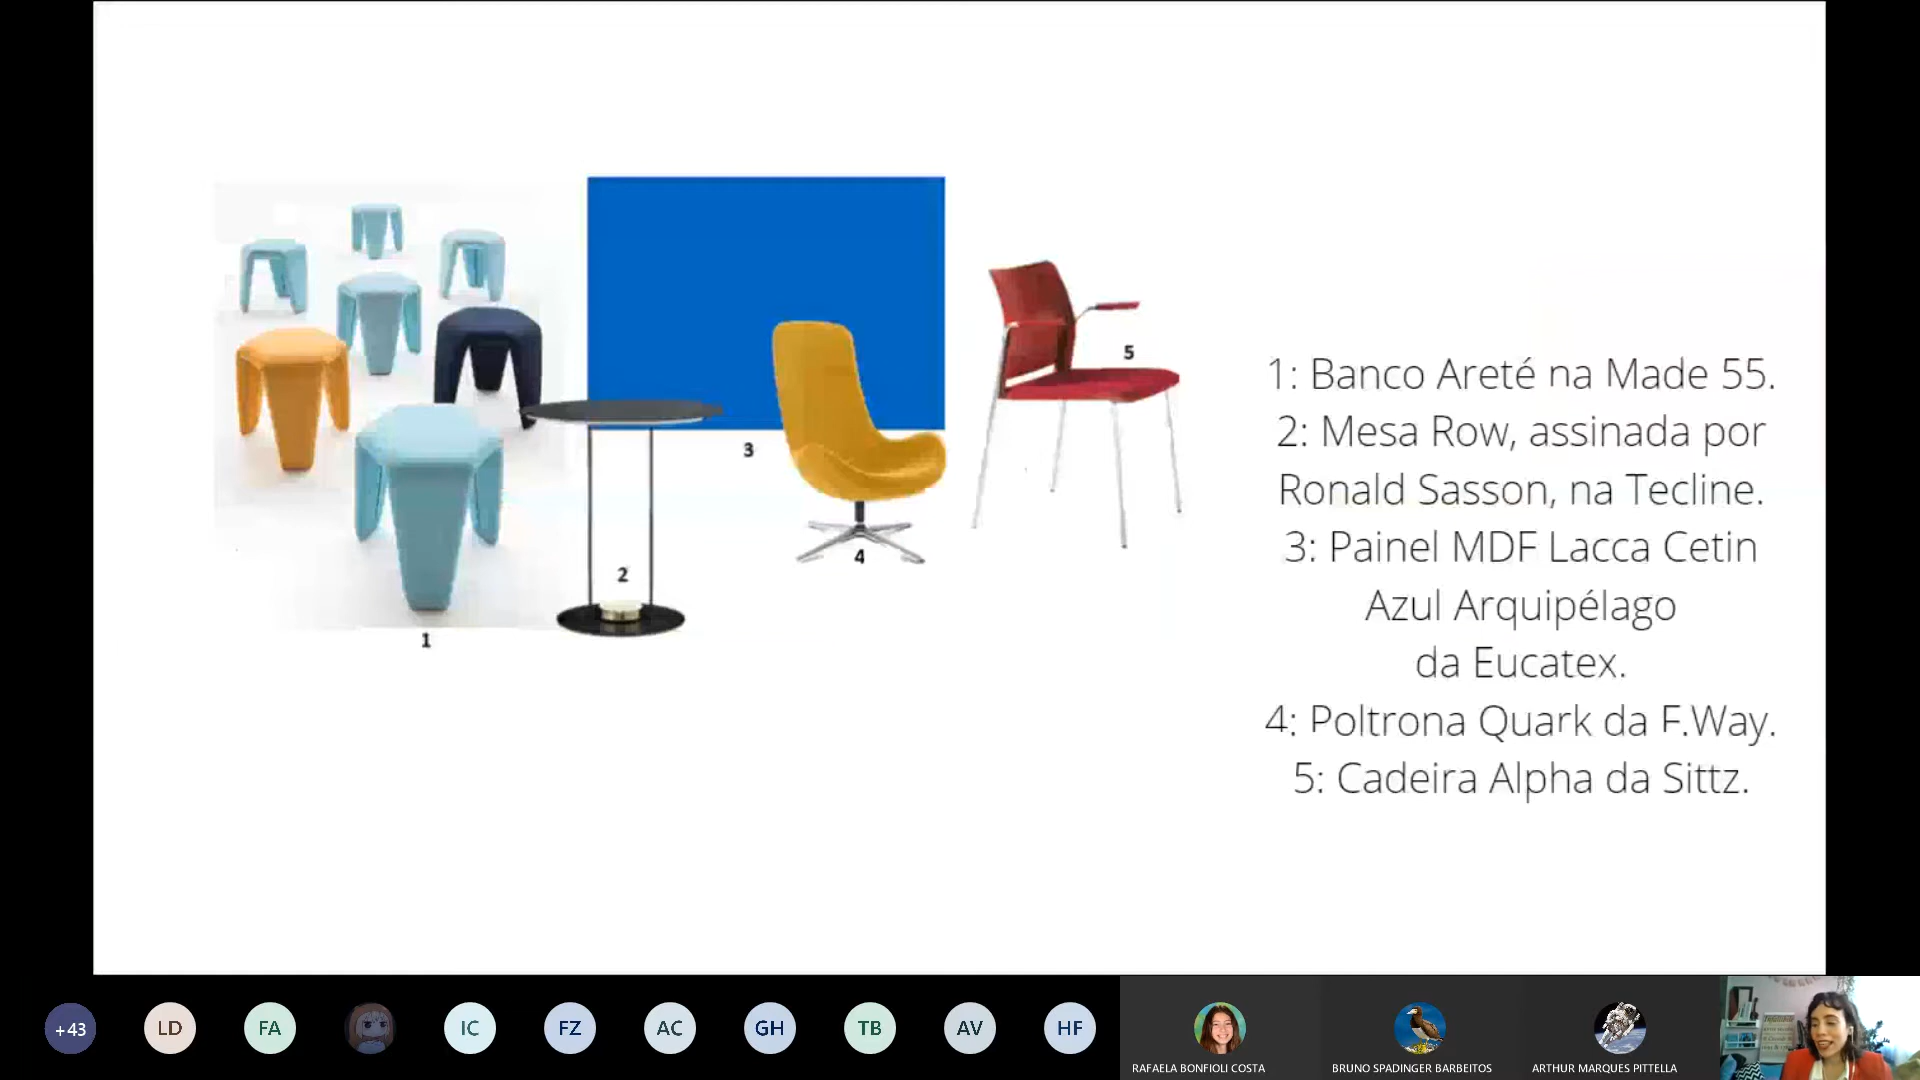 5
3
4
2
1
1: Banco Areté na Made 55.
2: Mesa Row, assinada por
Ronald Sasson, na Tecline.
3: Painel MDF Lacca Cetin
Azul Arquipélago
da Eucatex.
4: Poltrona Quark da F.Way.
5: Cadeira Alpha da Sittz.
+43
LD
FA
IC
FZ
AC
GH
TB
AV
HF
RAFAELA BONFIOLI COSTA
BRUNO SPADINGER BARBEITOS
ARTHUR MARQUES PITTELLA